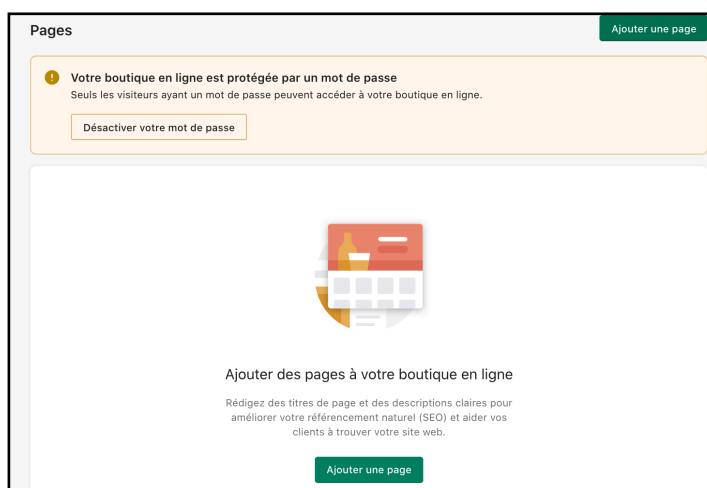 Pages
Ajouter une page
Votre boutique en ligne est protégée par un mot de passe
Seuls les visiteurs ayant un mot de passe peuvent accéder à votre boutique en ligne.
Désactiver votre mot de passe
Ajouter des pages à votre boutique en ligne
Rédigez des titres de page et des descriptions claires pour
améliorer votre référencement naturel (SEO) et aider vos
clients à trouver votre site web.
Ajouter une page